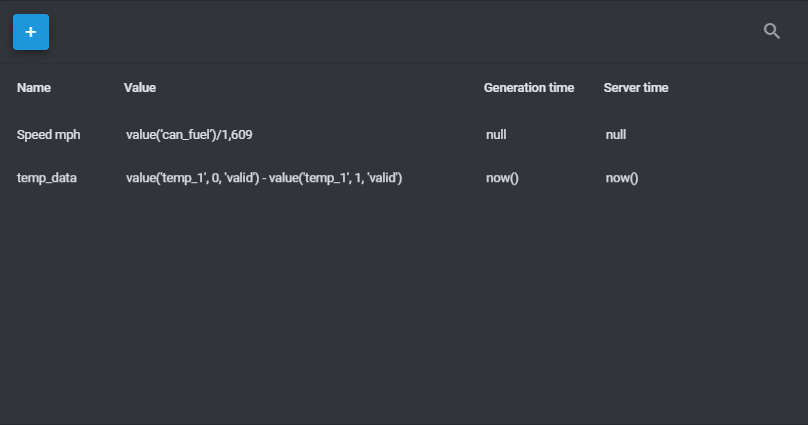 +
Name Value Generation time Server time
Speed mph value('can_fuel')/1,609 null null
temp_data value('temp_1', 0, 'valid') - value('temp_1', 1, 'valid') now() now()